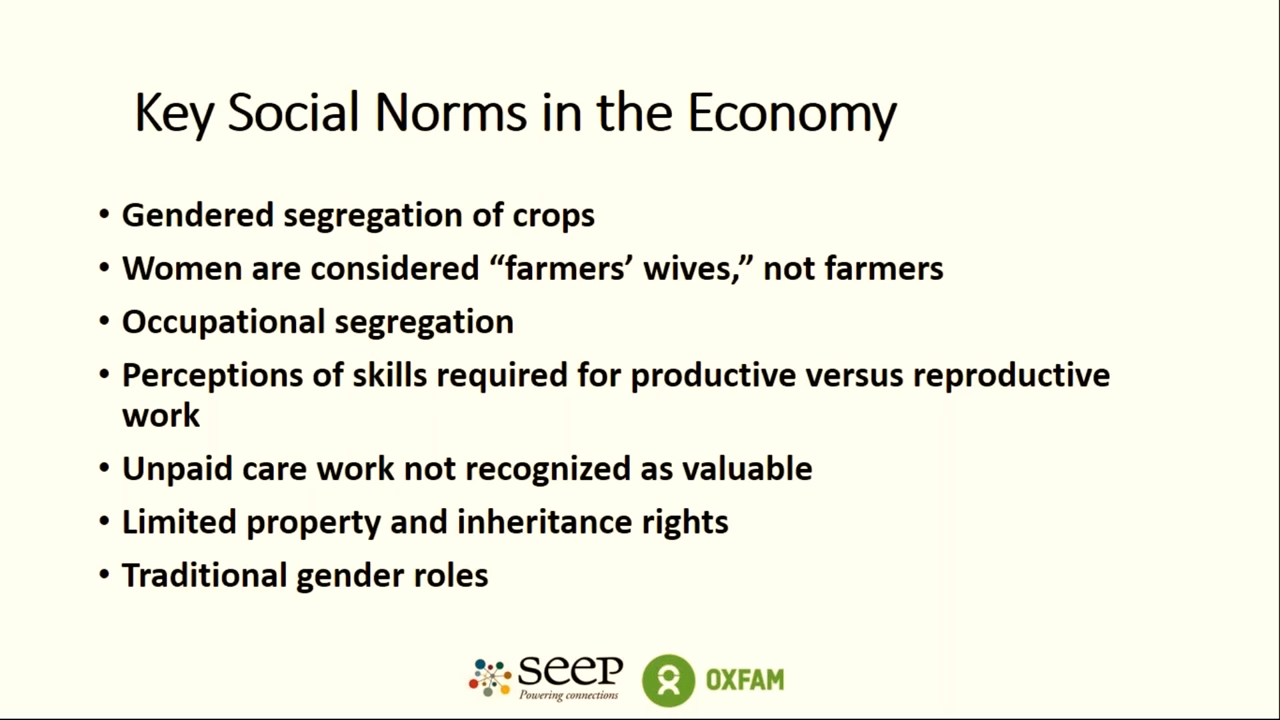 Key Social Norms in the Economy
• Gendered segregation of crops
• Women are considered “farmers’ wives,” not farmers
• Occupational segregation
• Perceptions of skills required for productive versus reproductive
work
• Unpaid care work not recognized as valuable
• Limited property and inheritance rights
• Traditional gender roles
seep
Powering connections
OXFAM